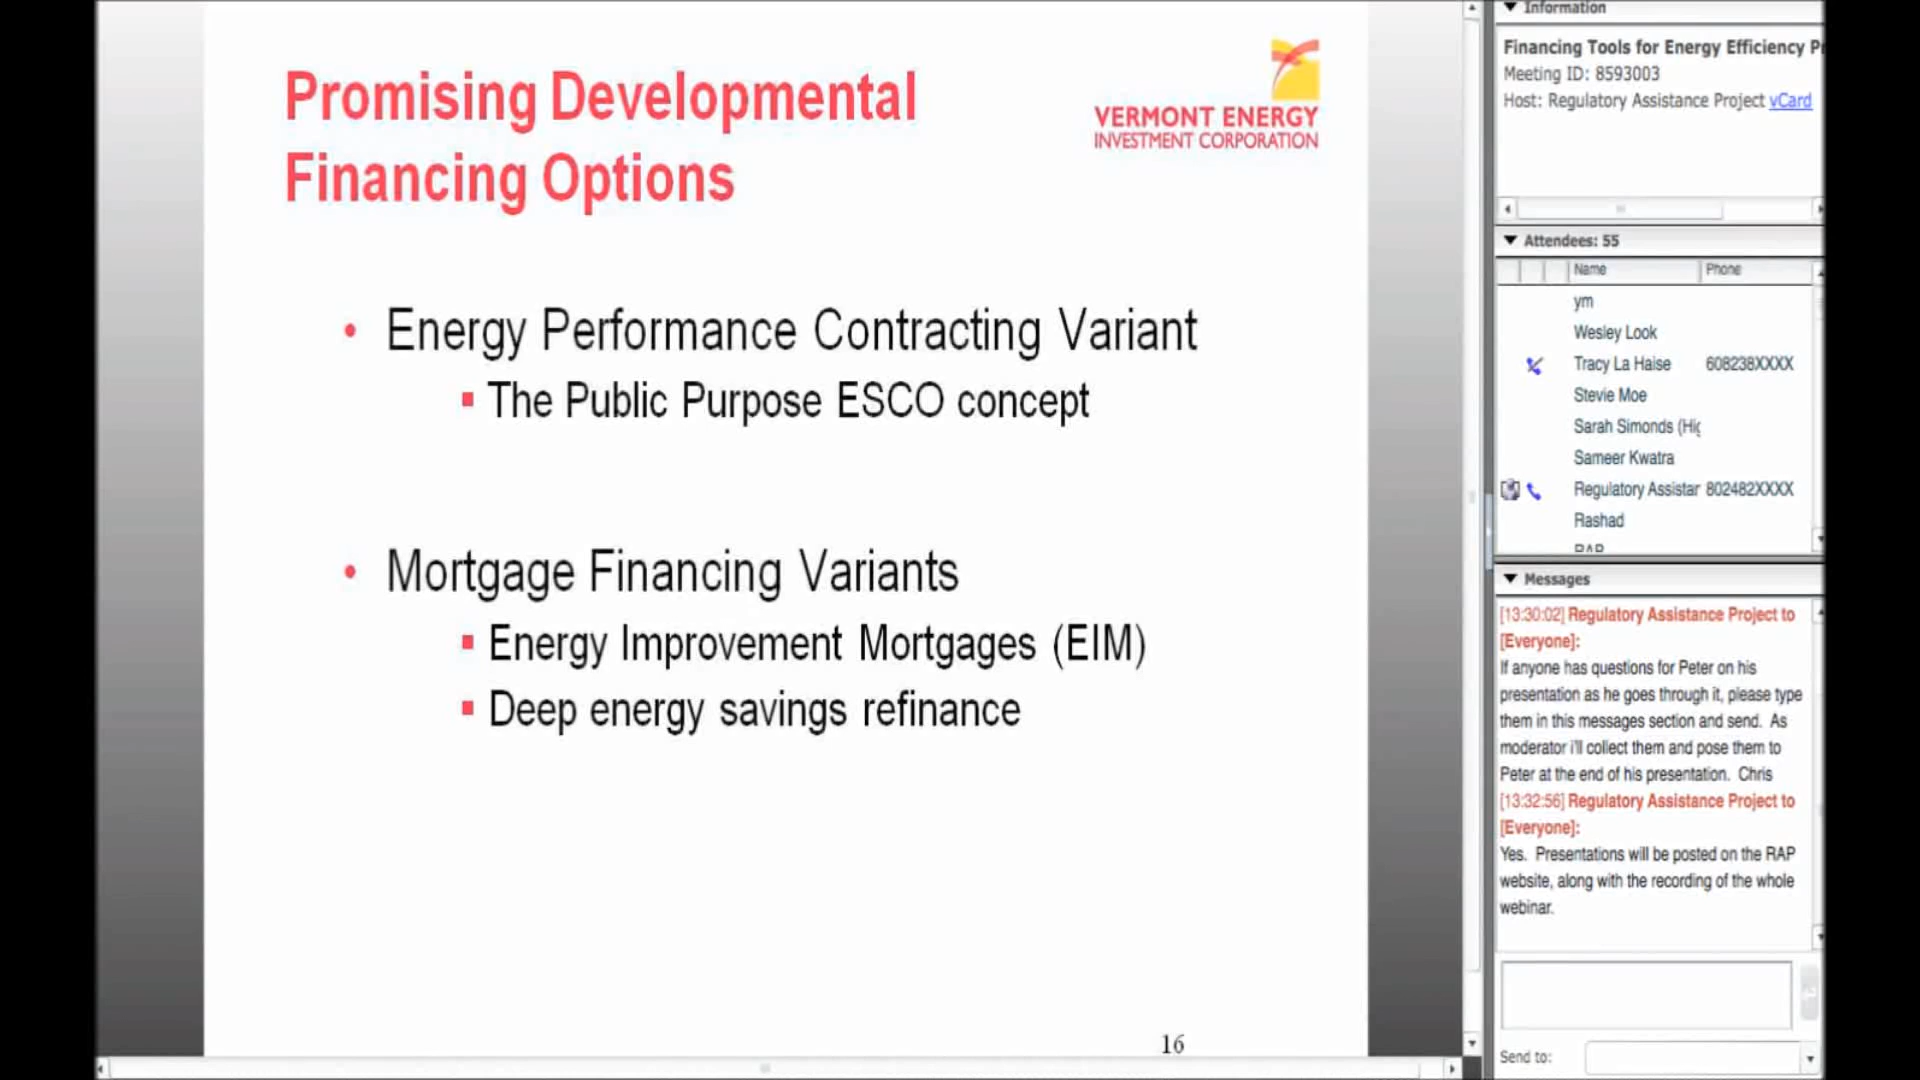 Promising Developmental
Financing Options
VERMONT ENERGY
INVESTMENT CORPORATION
• Energy Performance Contracting Variant
▪ The Public Purpose ESCO concept
• Mortgage Financing Variants
▪ Energy Improvement Mortgages (EIM)
▪ Deep energy savings refinance
16
Information
Financing Tools for Energy Efficiency Pr
Meeting ID: 8593003
Host: Regulatory Assistance Project vCard
Attendees: 55
Name Phone
ym
Wesley Look
Tracy La Haise 608238XXXX
Stevie Moe
Sarah Simonds (Hig
Sameer Kwatra
Regulatory Assistar 802482XXXX
Rashad
RAP
Messages
[13:30:02] Regulatory Assistance Project to
[Everyone]:
If anyone has questions for Peter on his
presentation as he goes through it, please type
them in this messages section and send. As
moderator i'll collect them and pose them to
Peter at the end of his presentation. Chris
[13:32:56] Regulatory Assistance Project to
[Everyone]:
Yes. Presentations will be posted on the RAP
website, along with the recording of the whole
webinar.
Send to: